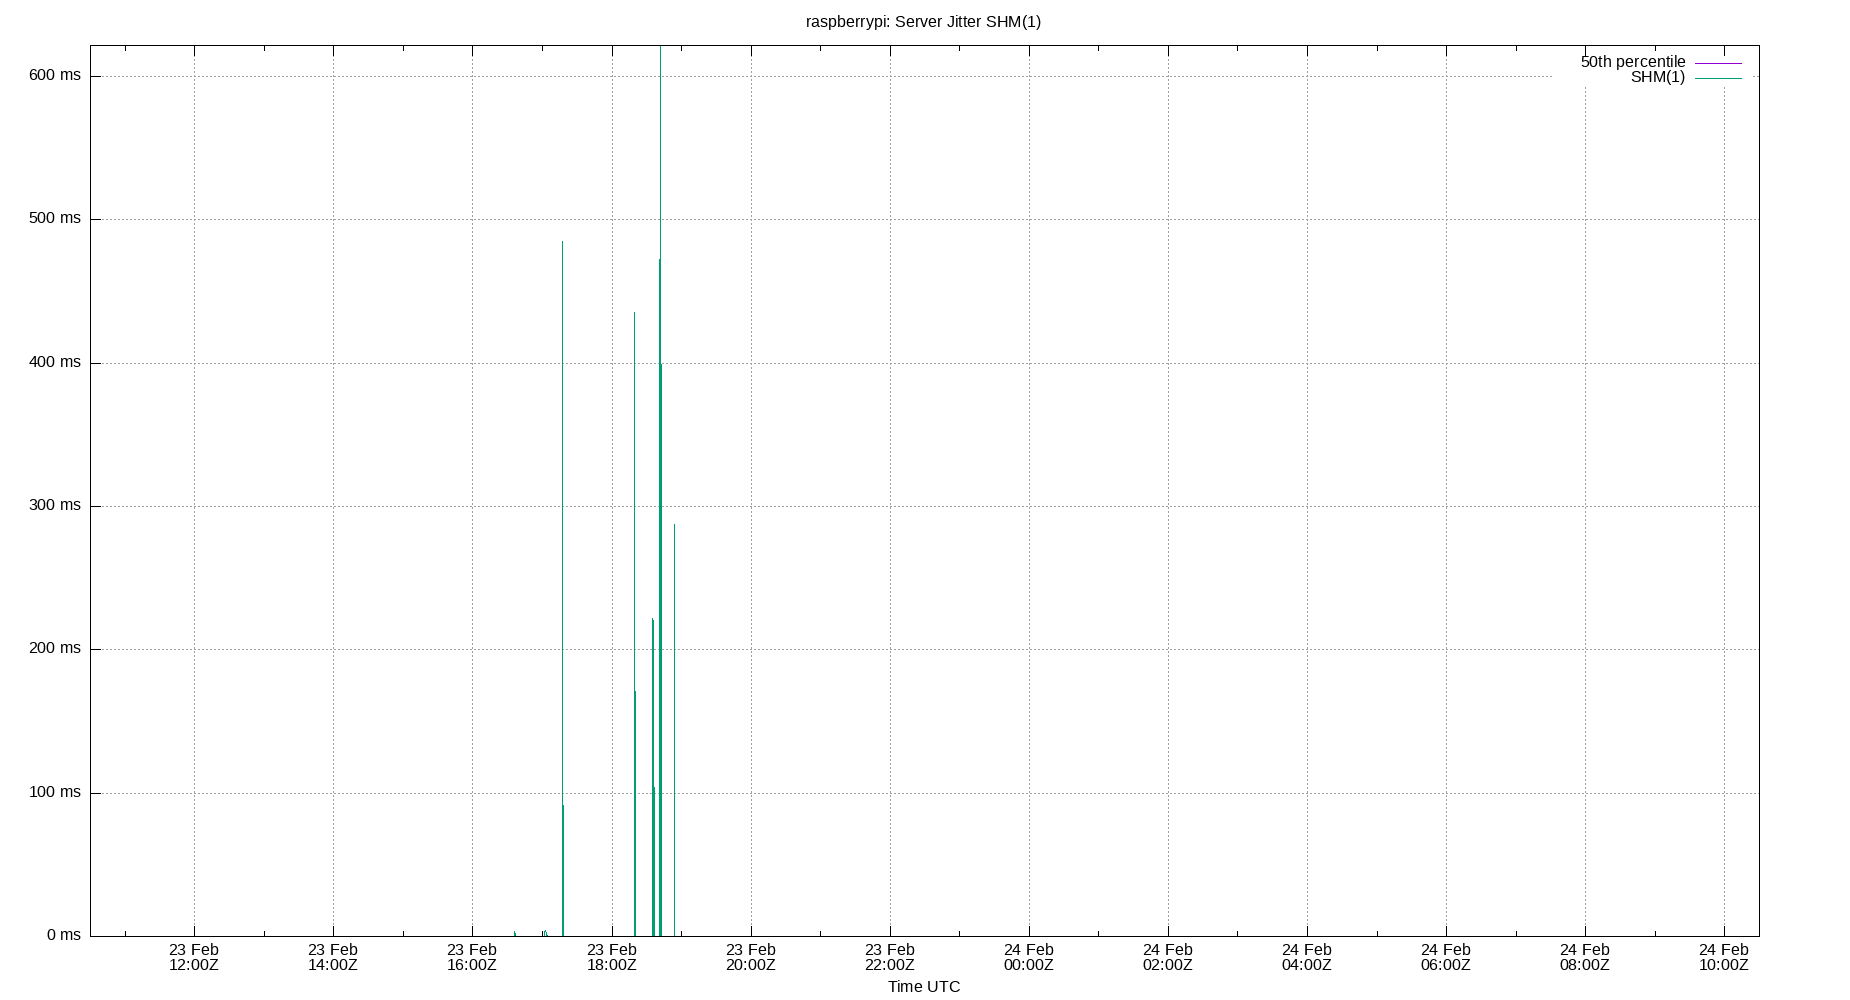 raspberrypi: Server Jitter SHM(1)
50th percentile
SHM(1)
600 ms
500 ms
400 ms
300 ms
200 ms
100 ms
0 ms
23 Feb 23 Feb 23 Feb 23 Feb 23 Feb 23 Feb 24 Feb 24 Feb 24 Feb 24 Feb 24 Feb 24 Feb
12:00Z 14:00Z 16:00Z 18:00Z 20:00Z 22:00Z 00:00Z 02:00Z 04:00Z 06:00Z 08:00Z 10:00Z
Time UTC